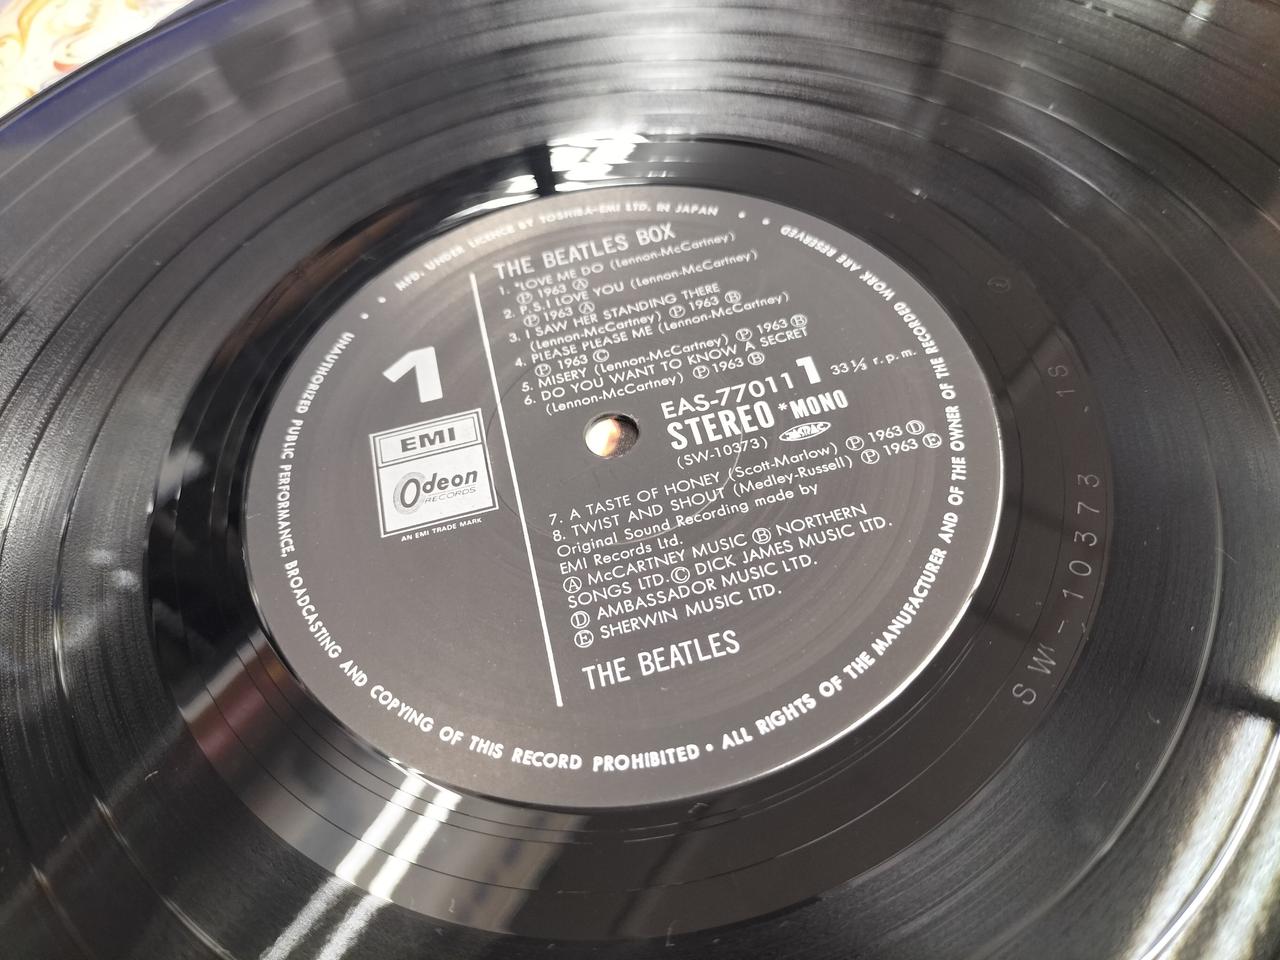 MFD. UNDER LICENCE BY TOSHIBA-EMI LTD. IN JAPAN
THE BEATLES BOX
1. *LOVE ME DO (Lennon-McCartney)
Ⓟ 1963 Ⓐ
2. P.S. I LOVE YOU (Lennon-McCartney)
Ⓟ 1963 Ⓐ
3. I SAW HER STANDING THERE
(Lennon-McCartney) Ⓟ 1963 Ⓑ
4. PLEASE PLEASE ME (Lennon-McCartney)
Ⓟ 1963 Ⓒ
5. MISERY (Lennon-McCartney) Ⓟ 1963 Ⓑ
6. DO YOU WANT TO KNOW A SECRET
(Lennon-McCartney) Ⓟ1963 Ⓑ
1
EMI
Odeon
RECORDS
AN EMI TRADE MARK
EAS-77011 1 33⅓ r.p.m.
STEREO *MONO
(SW-10373) JASRAC
7. A TASTE OF HONEY (Scott-Marlow) Ⓟ 1963 Ⓓ
8. TWIST AND SHOUT (Medley-Russell) Ⓟ 1963 Ⓔ
Original Sound Recording made by
EMI Records Ltd.
Ⓐ McCARTNEY MUSIC Ⓑ NORTHERN
SONGS LTD. Ⓒ DICK JAMES MUSIC LTD.
Ⓓ AMBASSADOR MUSIC LTD.
Ⓔ SHERWIN MUSIC LTD.
THE BEATLES
UNAUTHORIZED PUBLIC PERFORMANCE, BROADCASTING AND COPYING OF THIS RECORD PROHIBITED • ALL RIGHTS OF THE MANUFACTURER AND OF THE OWNER OF THE RECORDED WORK ARE RESERVED
SW-10373 1S